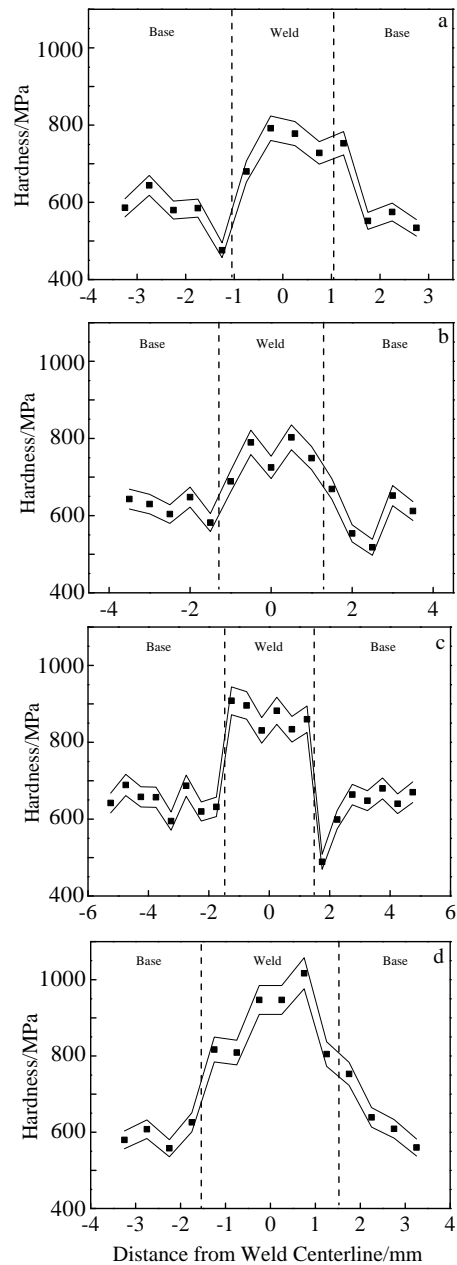 a
Base Weld Base
1000
800
600
400
Hardness/MPa
-4 -3 -2 -1 0 1 2 3
b
Base Weld Base
1000
800
600
400
Hardness/MPa
-4 -2 0 2 4
c
Base Weld Base
1000
800
600
400
Hardness/MPa
-6 -4 -2 0 2 4 6
d
Base Weld Base
1000
800
600
400
Hardness/MPa
-4 -3 -2 -1 0 1 2 3 4
Distance from Weld Centerline/mm